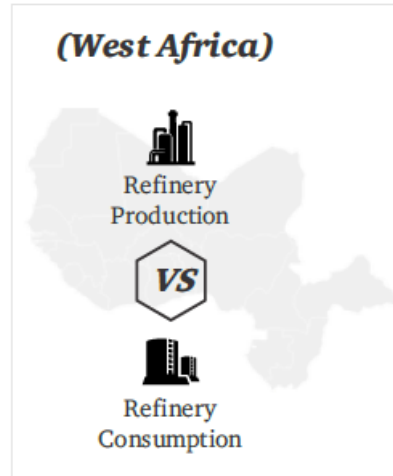 (West Africa)
Refinery
Production
VS
Refinery
Consumption